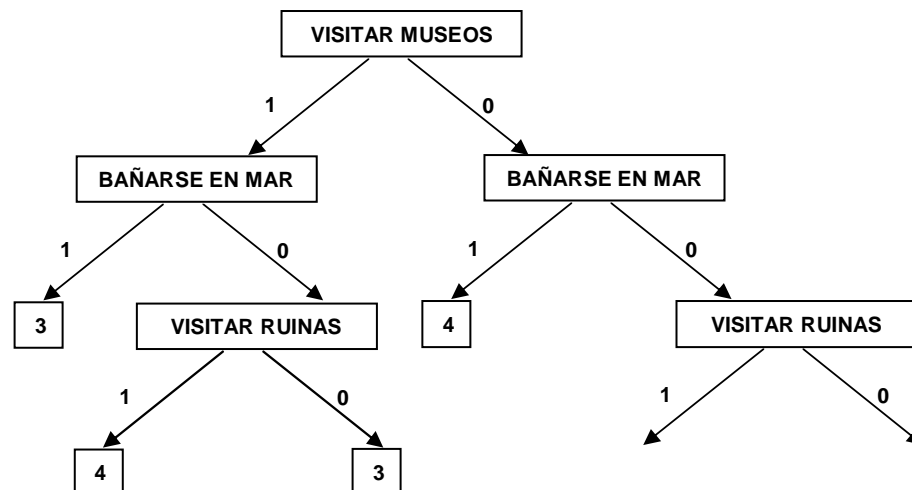 VISITAR MUSEOS
1 0
BAÑARSE EN MAR BAÑARSE EN MAR
1 0 1 0
3 VISITAR RUINAS 4 VISITAR RUINAS
1 0 1 0
4 3